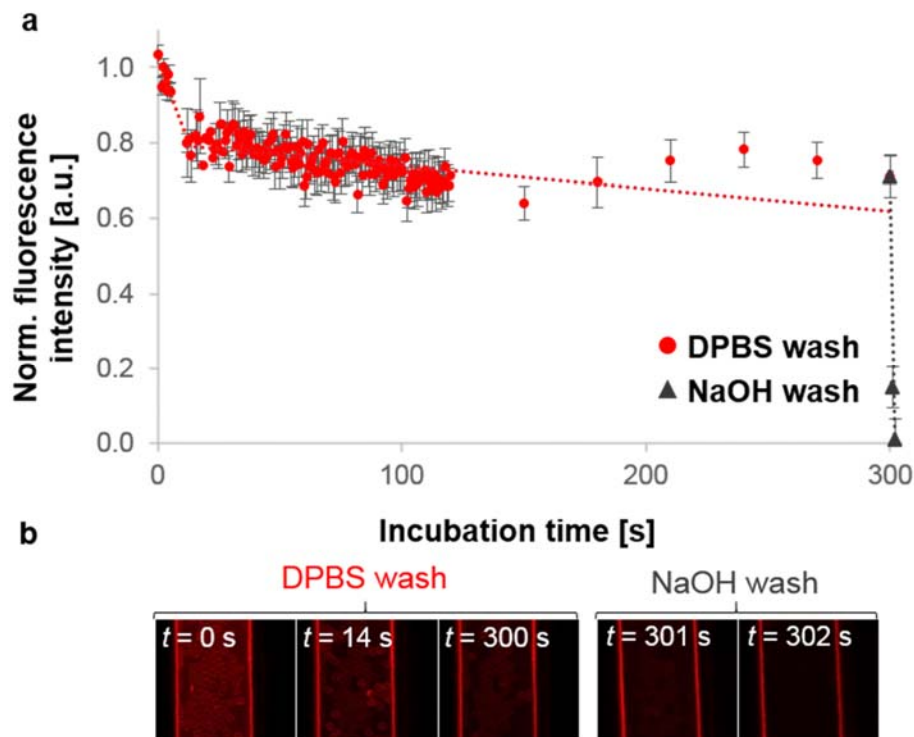 a
Norm. fluorescence
intensity [a.u.]
1.0
0.8
0.6
0.4
0.2
0.0
0
100
200
300
DPBS wash
NaOH wash
Incubation time [s]
b
DPBS wash
NaOH wash
t = 0 s
t = 14 s
t = 300 s
t = 301 s
t = 302 s